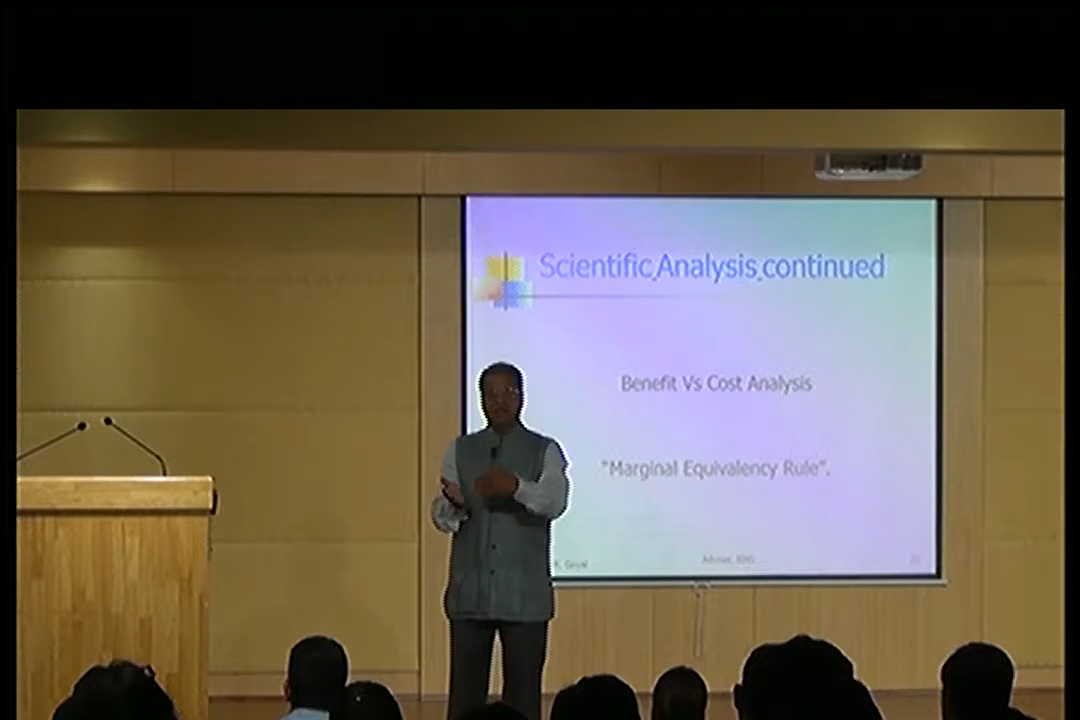 Scientific Analysis continued
Benefit Vs Cost Analysis
"Marginal Equivalency Rule".